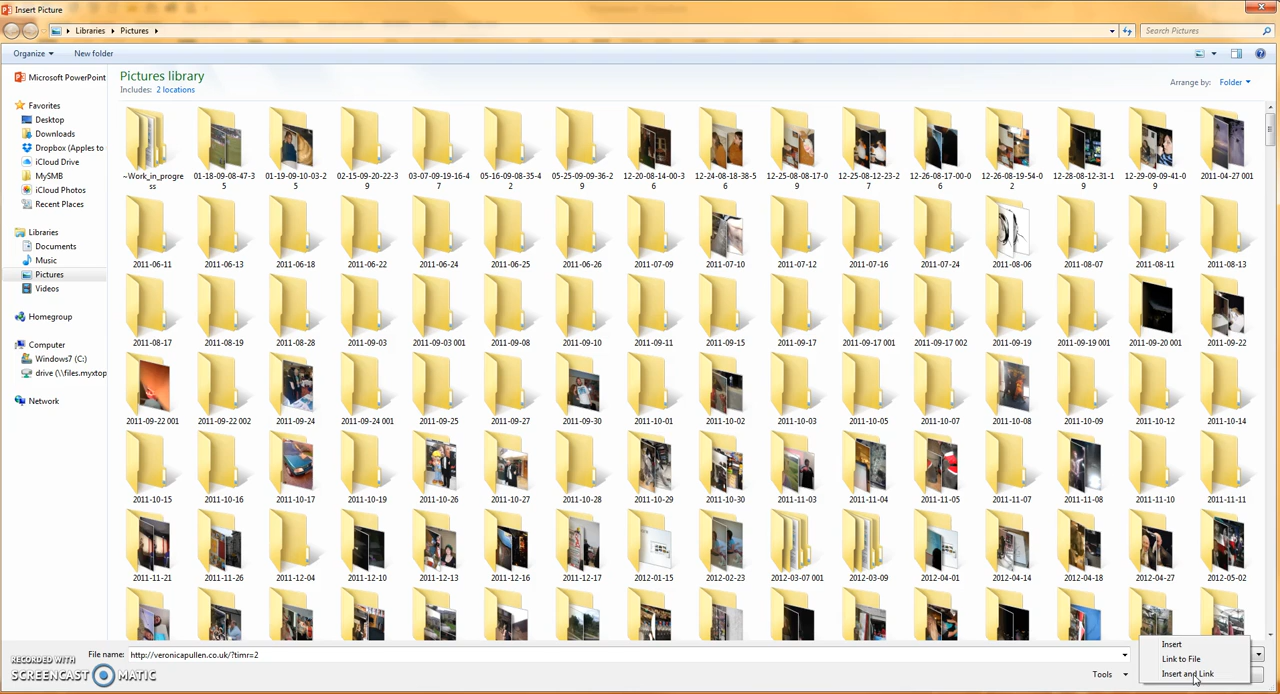 Insert Picture
Libraries Pictures
Search Pictures
Organize New folder
Microsoft PowerPoint
Favorites
Desktop
Downloads
Dropbox (Apples to
iCloud Drive
MySMB
iCloud Photos
Recent Places
Libraries
Documents
Music
Pictures
Videos
Homegroup
Computer
Windows7 (C:)
drive (\\files.myxtop
Network
Pictures library
Includes: 2 locations
Arrange by: Folder
~Work_in_progress 01-18-09-08-47-35 01-19-09-10-03-25 02-15-09-20-22-39 03-07-09-19-16-47 05-16-09-08-35-42 05-25-09-09-36-29 12-20-08-14-00-36 12-24-08-18-38-56 12-25-08-08-17-09 12-25-08-12-23-27 12-26-08-17-00-06 12-26-08-19-54-02 12-28-08-12-31-19 12-29-09-09-41-09 2011-04-27 001
2011-06-11 2011-06-13 2011-06-18 2011-06-22 2011-06-24 2011-06-25 2011-06-26 2011-07-09 2011-07-10 2011-07-12 2011-07-16 2011-07-24 2011-08-06 2011-08-07 2011-08-11 2011-08-13
2011-08-17 2011-08-19 2011-08-28 2011-09-03 2011-09-03 001 2011-09-08 2011-09-10 2011-09-11 2011-09-15 2011-09-17 2011-09-17 001 2011-09-17 002 2011-09-19 2011-09-19 001 2011-09-20 001 2011-09-22
2011-09-22 001 2011-09-22 002 2011-09-24 2011-09-24 001 2011-09-25 2011-09-27 2011-09-30 2011-10-01 2011-10-02 2011-10-03 2011-10-05 2011-10-07 2011-10-08 2011-10-09 2011-10-12 2011-10-14
2011-10-15 2011-10-16 2011-10-17 2011-10-19 2011-10-26 2011-10-27 2011-10-28 2011-10-29 2011-10-30 2011-11-03 2011-11-04 2011-11-05 2011-11-07 2011-11-08 2011-11-10 2011-11-11
2011-11-21 2011-11-26 2011-12-04 2011-12-10 2011-12-13 2011-12-16 2011-12-17 2012-01-15 2012-02-23 2012-03-07 001 2012-03-09 2012-04-01 2012-04-14 2012-04-18 2012-04-27 2012-05-02
File name: http://veronicapullen.co.uk/?timr=2
Tools
Insert
Link to File
Insert and Link
RECORDED WITH
SCREENCAST MATIC